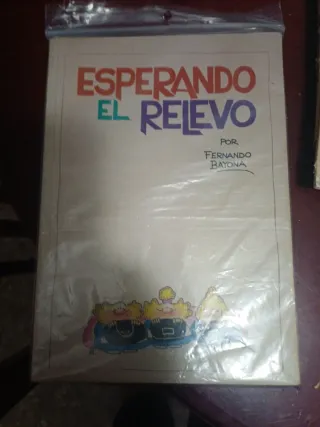 ESPERANDO
EL RELEVO
POR
FERNANDO
BAYONA